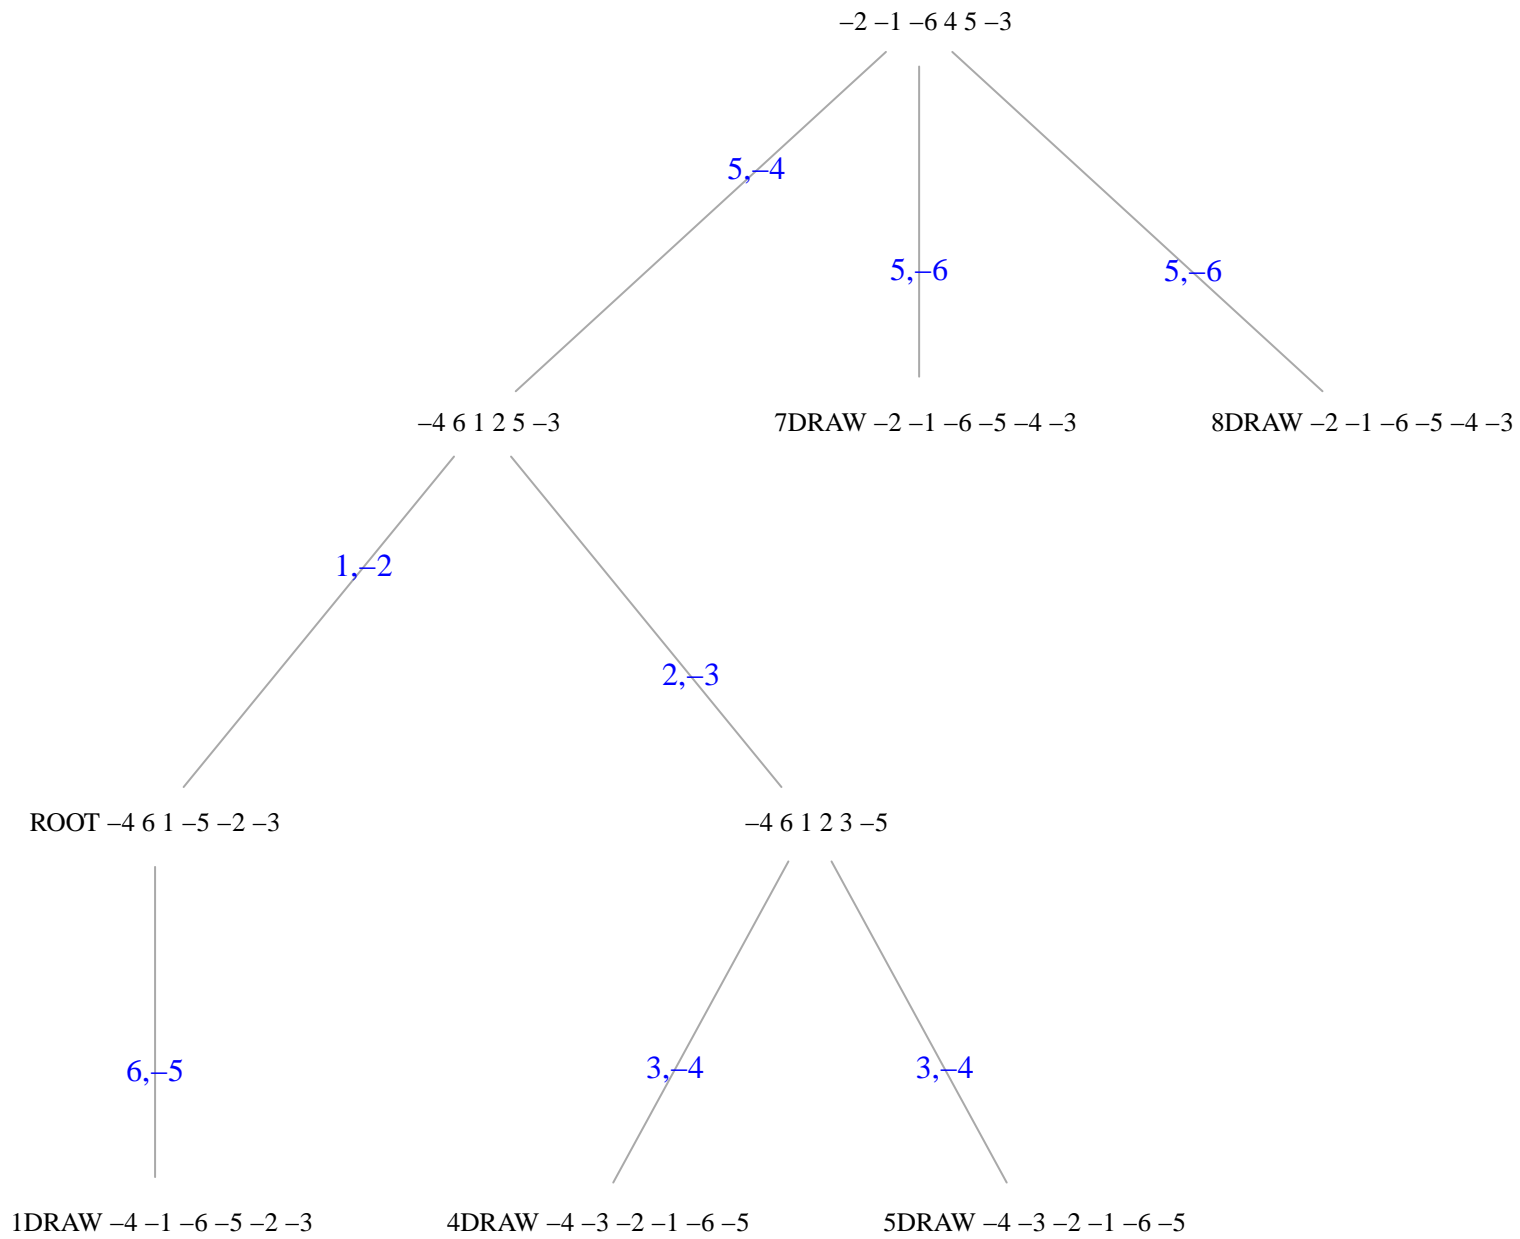 –2 –1 –6 4 5 –3
5,–4
5,–6
5,–6
–4 6 1 2 5 –3
7DRAW –2 –1 –6 –5 –4 –3
8DRAW –2 –1 –6 –5 –4 –3
1,–2
2,–3
ROOT –4 6 1 –5 –2 –3
–4 6 1 2 3 –5
6,–5
3,–4
3,–4
1DRAW –4 –1 –6 –5 –2 –3
4DRAW –4 –3 –2 –1 –6 –5
5DRAW –4 –3 –2 –1 –6 –5